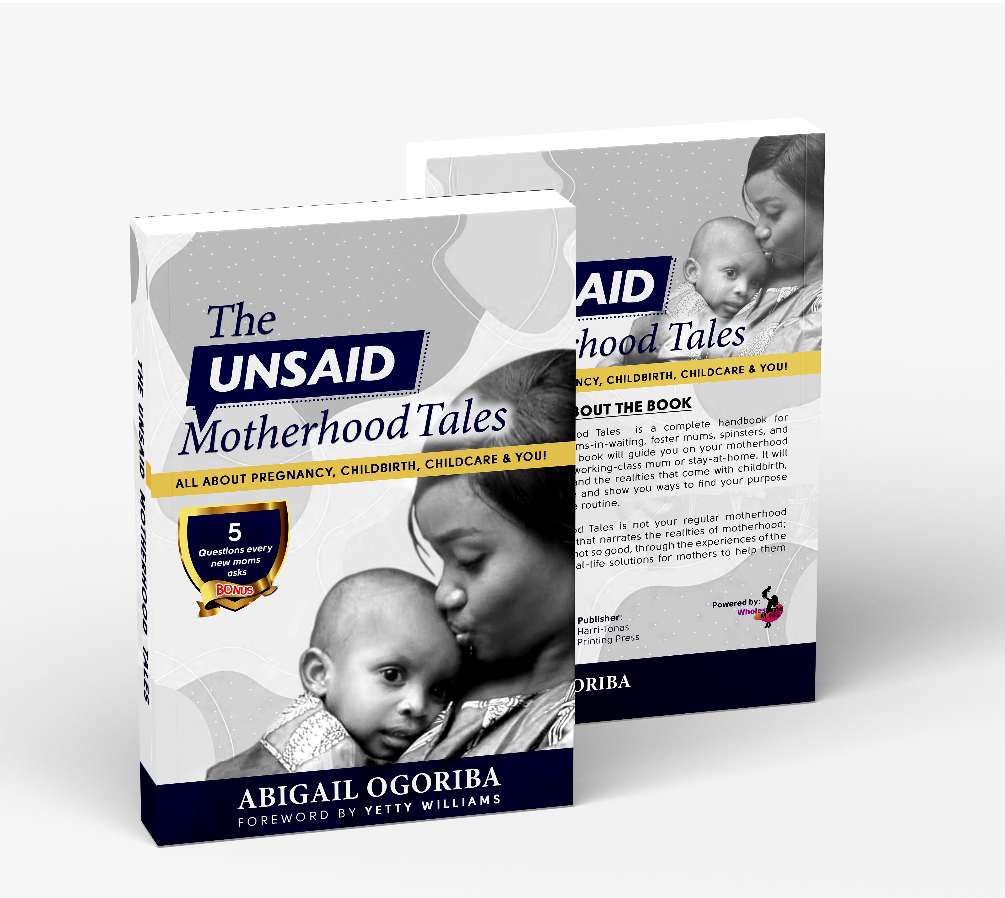 The
UNSAID
Motherhood Tales
ALL ABOUT PREGNANCY, CHILDBIRTH, CHILDCARE & YOU!
5
Questions every
new moms
asks
BONUS
ABIGAIL OGORIBA
FOREWORD BY YETTY WILLIAMS
THE UNSAID MOTHERHOOD TALES
AID
hood Tales
NCY, CHILDBIRTH, CHILDCARE & YOU!
BOUT THE BOOK
od Tales is a complete handbook for
ms-in-waiting, foster mums, spinsters, and
book will guide you on your motherhood
working-class mum or stay-at-home. It will
and the realities that come with childbirth,
and show you ways to find your purpose
routine.
od Tales is not your regular motherhood
that narrates the realities of motherhood;
not so good, through the experiences of the
al-life solutions for mothers to help them
Publisher:
Harri-Tonas
Printing Press
Powered by:
ORIBA